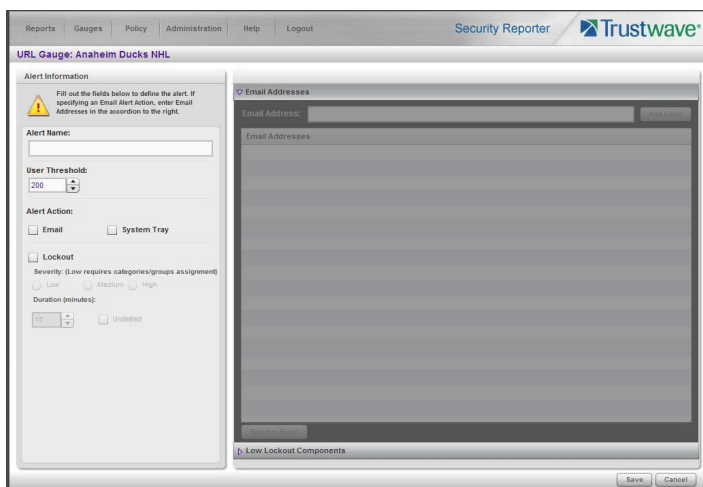 Reports Gauges Policy Administration Help Logout
Security Reporter
Trustwave®
URL Gauge: Anaheim Ducks NHL
Alert Information
Fill out the fields below to define the alert. If
specifying an Email Alert Action, enter Email
Addresses in the accordion to the right.
Alert Name:
User Threshold:
200
Alert Action:
Email System Tray
Lockout
Severity: (Low requires categories/groups assignment)
Low Medium High
Duration (minutes):
Unlimited
Email Addresses
Email Address: Add Email
Email Addresses
Remove Email
Low Lockout Components
Save Cancel